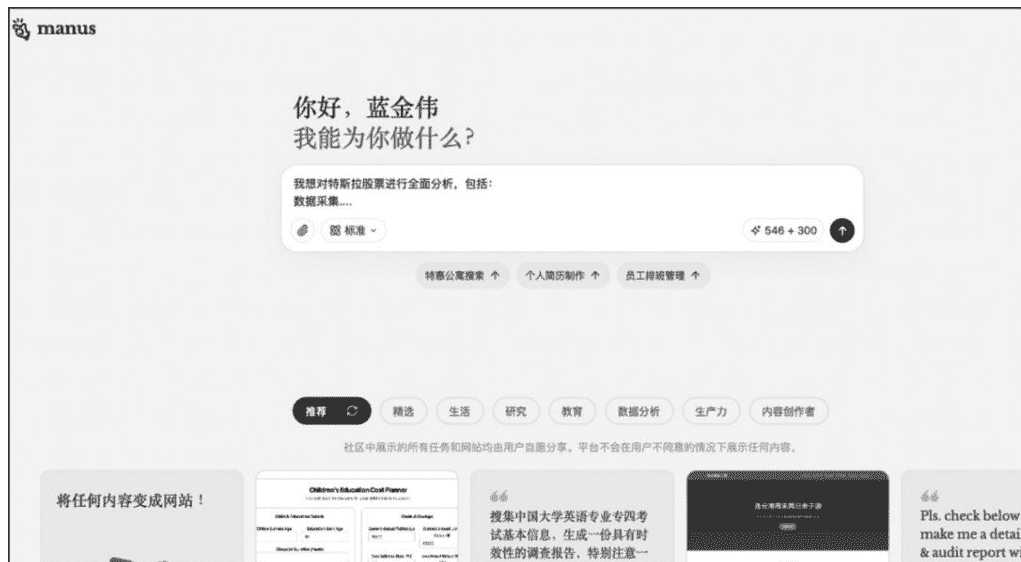 manus
你好，蓝金伟
我能为你做什么?
我想对特斯拉股票进行全面分析，包括：
数据采集....
标准
546 + 300
特惠公寓搜索
个人简历制作
员工排班管理
推荐
精选
生活
研究
教育
数据分析
生产力
内容创作者
社区中展示的所有任务和网站均由用户自愿分享。平台不会在用户不同意的情况下展示任何内容。
将任何内容变成网站！
Children's Education Cost Planner
搜集中国大学英语专业专四考
试基本信息，生成一份具有时
效性的调查报告，特别注意一
Pls. check below
make me a detai
& audit report wi